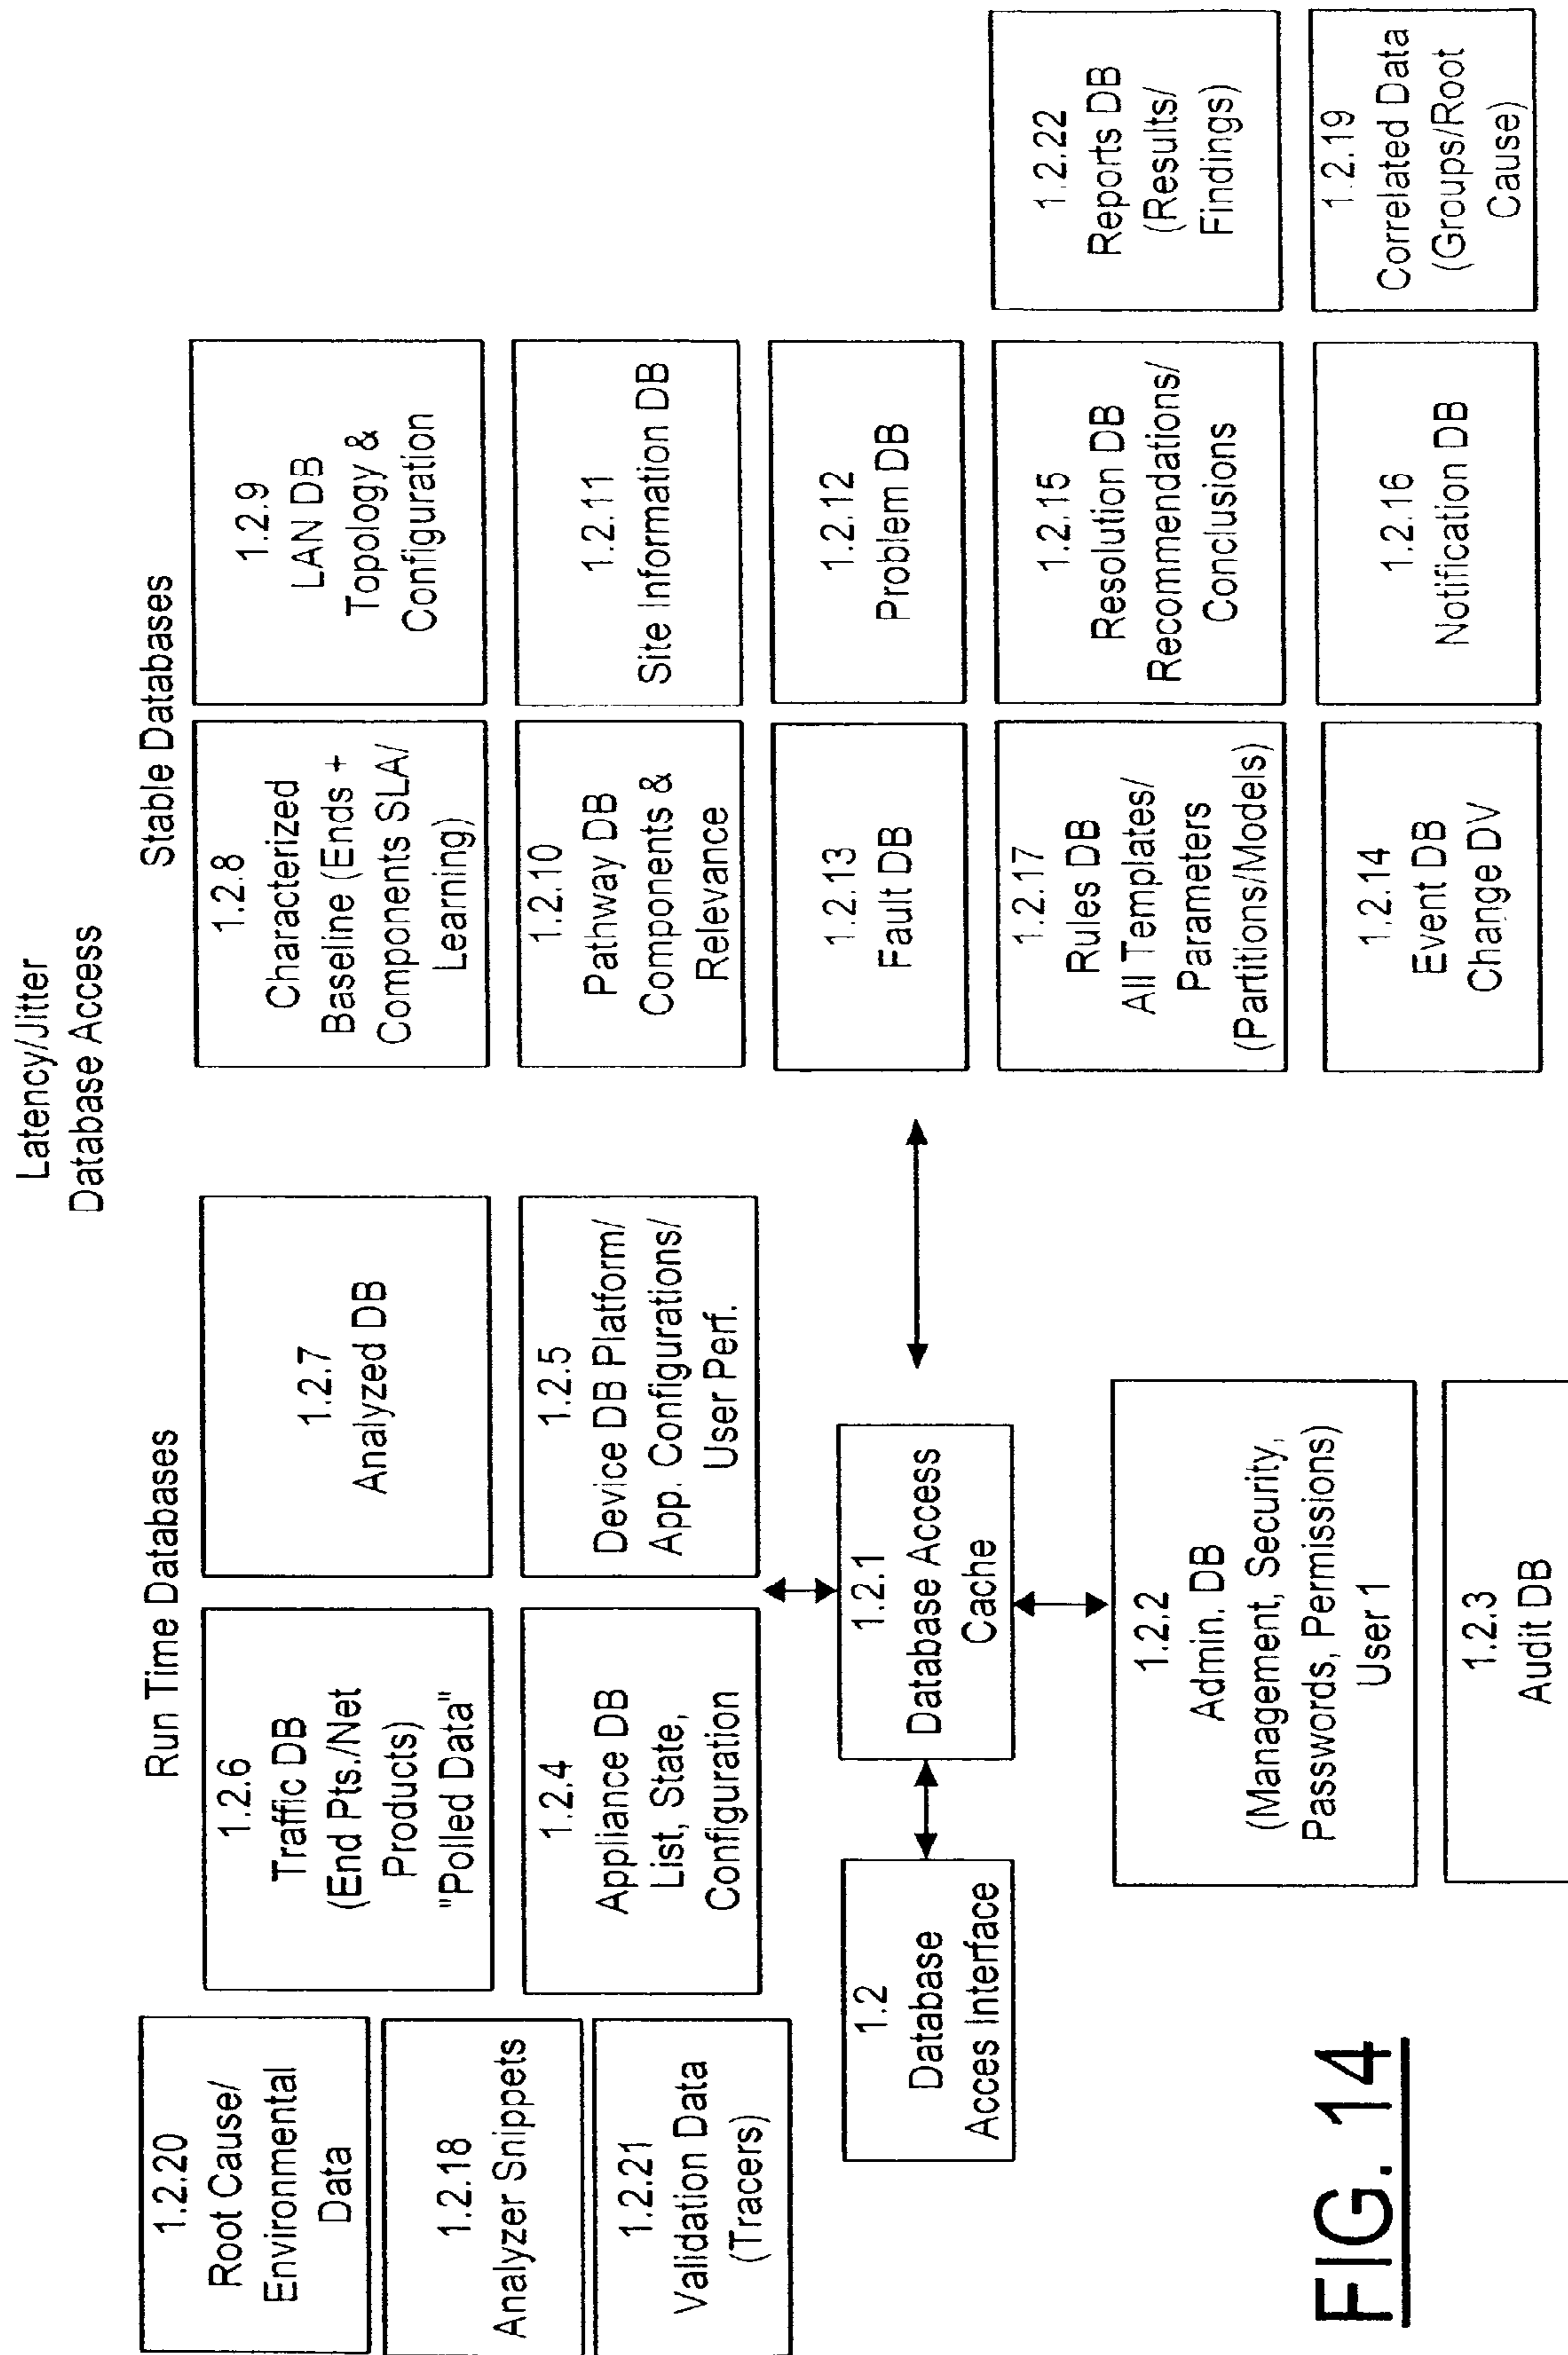 Latency/Jitter
Database Access
Run Time Databases
Stable Databases
1.2.20
Root Cause/
Environmental
Data
1.2.18
Analyzer Snippets
1.2.21
Validation Data
(Tracers)
1.2.6
Traffic DB
(End Pts./Net
Products)
"Polled Data"
1.2.7
Analyzed DB
1.2.4
Appliance DB
List, State,
Configuration
1.2.5
Device DB Platform/
App. Configurations/
User Perf.
1.2
Database
Acces Interface
1.2.1
Database Access
Cache
1.2.2
Admin. DB
(Management, Security,
Passwords, Permissions)
User 1
1.2.3
Audit DB
1.2.8
Characterized
Baseline (Ends +
Components SLA/
Learning)
1.2.9
LAN DB
Topology &
Configuration
1.2.10
Pathway DB
Components &
Relevance
1.2.11
Site Information DB
1.2.13
Fault DB
1.2.12
Problem DB
1.2.17
Rules DB
All Templates/
Parameters
(Partitions/Models)
1.2.15
Resolution DB
Recommendations/
Conclusions
1.2.22
Reports DB
(Results/
Findings)
1.2.14
Event DB
Change DV
1.2.16
Notification DB
1.2.19
Correlated Data
(Groups/Root
Cause)
FIG. 14